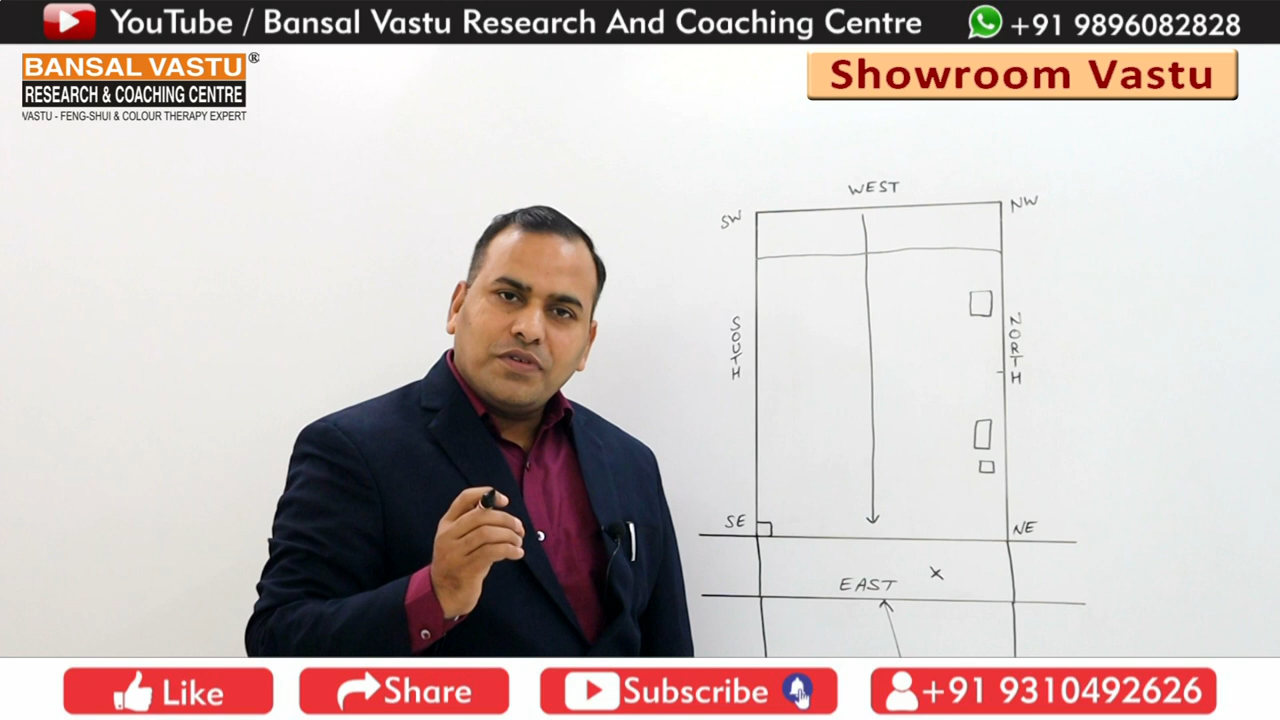 YouTube / Bansal Vastu Research And Coaching Centre
+91 9896082828
BANSAL VASTU®
RESEARCH & COACHING CENTRE
VASTU - FENG-SHUI & COLOUR THERAPY EXPERT
Showroom Vastu
WEST
SW
NW
SOUTH
NORTH
SE
NE
EAST
X
Like
Share
Subscribe
+91 9310492626